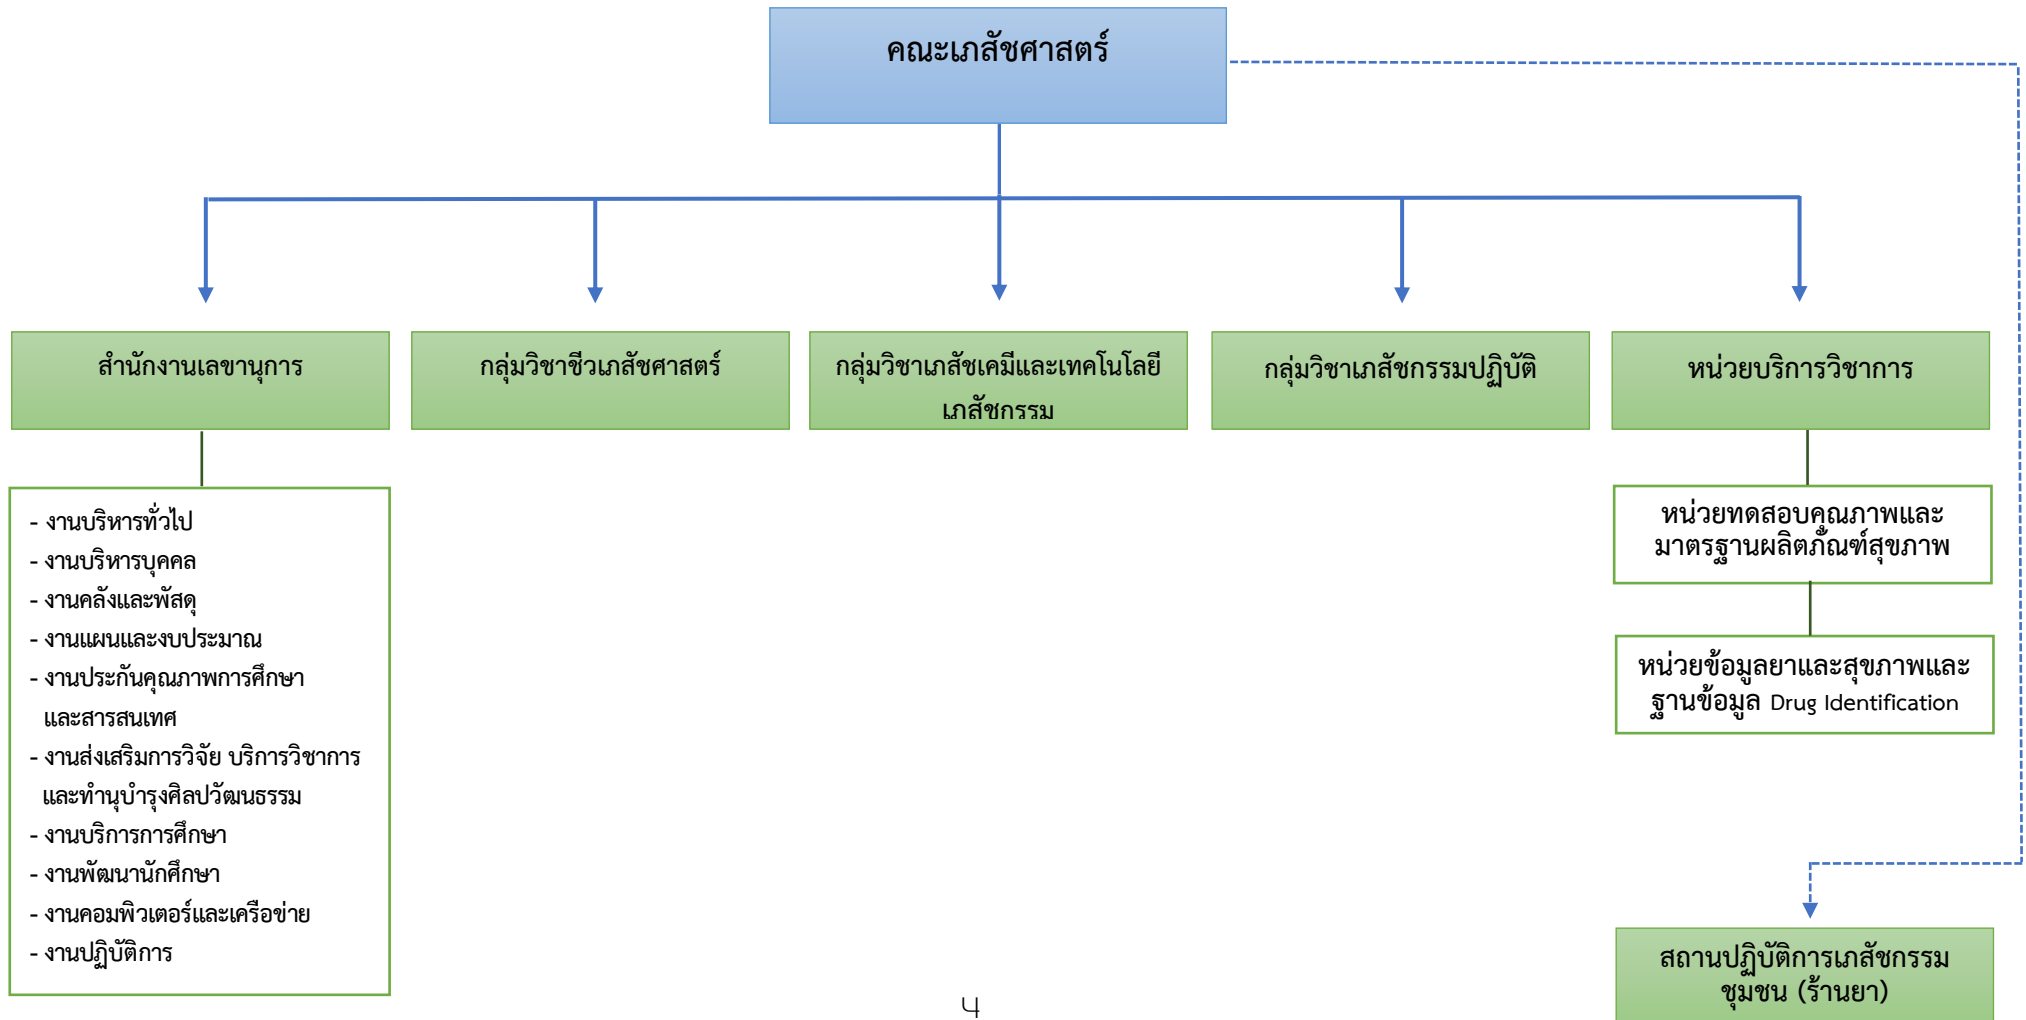 คณะเภสัชศาสตร์
สำนักงานเลขานุการ
กลุ่มวิชาชีวเภสัชศาสตร์
กลุ่มวิชาเภสัชเคมีและเทคโนโลยี
เภสัชกรรม
กลุ่มวิชาเภสัชกรรมปฏิบัติ
หน่วยบริการวิชาการ
- งานบริหารทั่วไป
- งานบริหารบุคคล
- งานคลังและพัสดุ
- งานแผนและงบประมาณ
- งานประกันคุณภาพการศึกษา
และสารสนเทศ
- งานส่งเสริมการวิจัย บริการวิชาการ
และทำนุบำรุงศิลปวัฒนธรรม
- งานบริการการศึกษา
- งานพัฒนานักศึกษา
- งานคอมพิวเตอร์และเครือข่าย
- งานปฏิบัติการ
หน่วยทดสอบคุณภาพและ
มาตรฐานผลิตภัณฑ์สุขภาพ
หน่วยข้อมูลยาและสุขภาพและ
ฐานข้อมูล Drug Identification
สถานปฏิบัติการเภสัชกรรม
ชุมชน (ร้านยา)